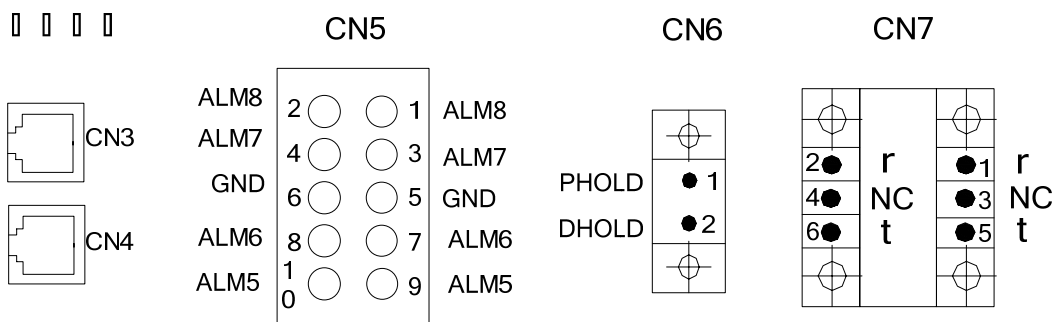 CN5
CN6
CN7
CN3
CN4
ALM8 2 1 ALM8
ALM7 4 3 ALM7
GND 6 5 GND
ALM6 8 7 ALM6
ALM5 10 9 ALM5
PHOLD 1
DHOLD 2
2 r 1 r
4 NC 3 NC
6 t 5 t